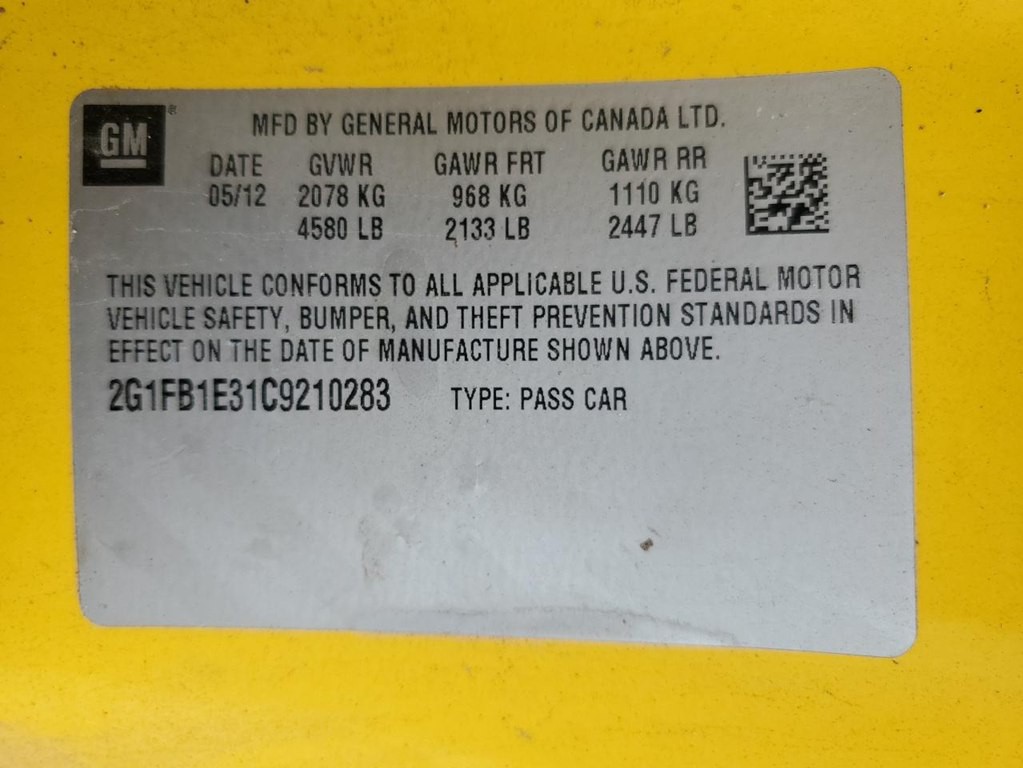 GM®
MFD BY GENERAL MOTORS OF CANADA LTD.
DATE GVWR GAWR FRT GAWR RR
05/12 2078 KG 968 KG 1110 KG
4580 LB 2133 LB 2447 LB
THIS VEHICLE CONFORMS TO ALL APPLICABLE U.S. FEDERAL MOTOR
VEHICLE SAFETY, BUMPER, AND THEFT PREVENTION STANDARDS IN
EFFECT ON THE DATE OF MANUFACTURE SHOWN ABOVE.
2G1FB1E31C9210283 TYPE: PASS CAR